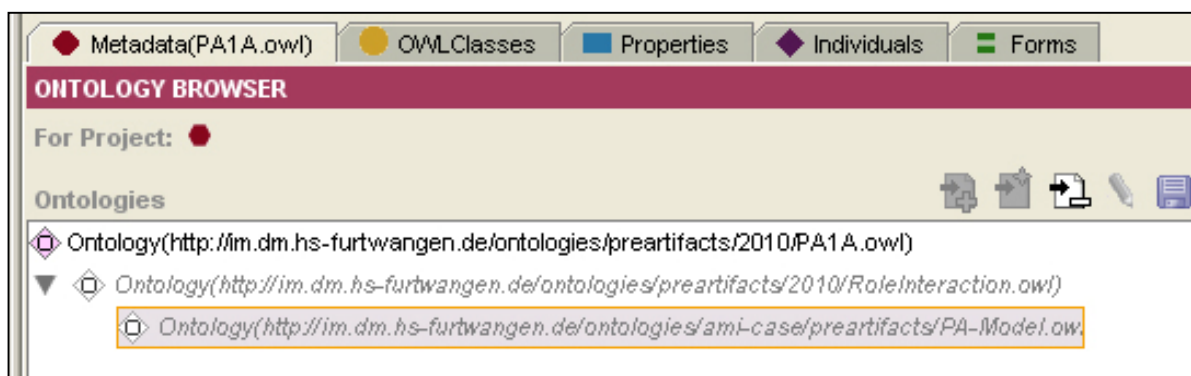 Metadata(PA1A.owl) OWLClasses Properties Individuals Forms
ONTOLOGY BROWSER
For Project:
Ontologies
Ontology(http://im.dm.hs-furtwangen.de/ontologies/preartifacts/2010/PA1A.owl)
Ontology(http://im.dm.hs-furtwangen.de/ontologies/preartifacts/2010/RoleInteraction.owl)
Ontology(http://im.dm.hs-furtwangen.de/ontologies/ami-case/preartifacts/PA-Model.ow